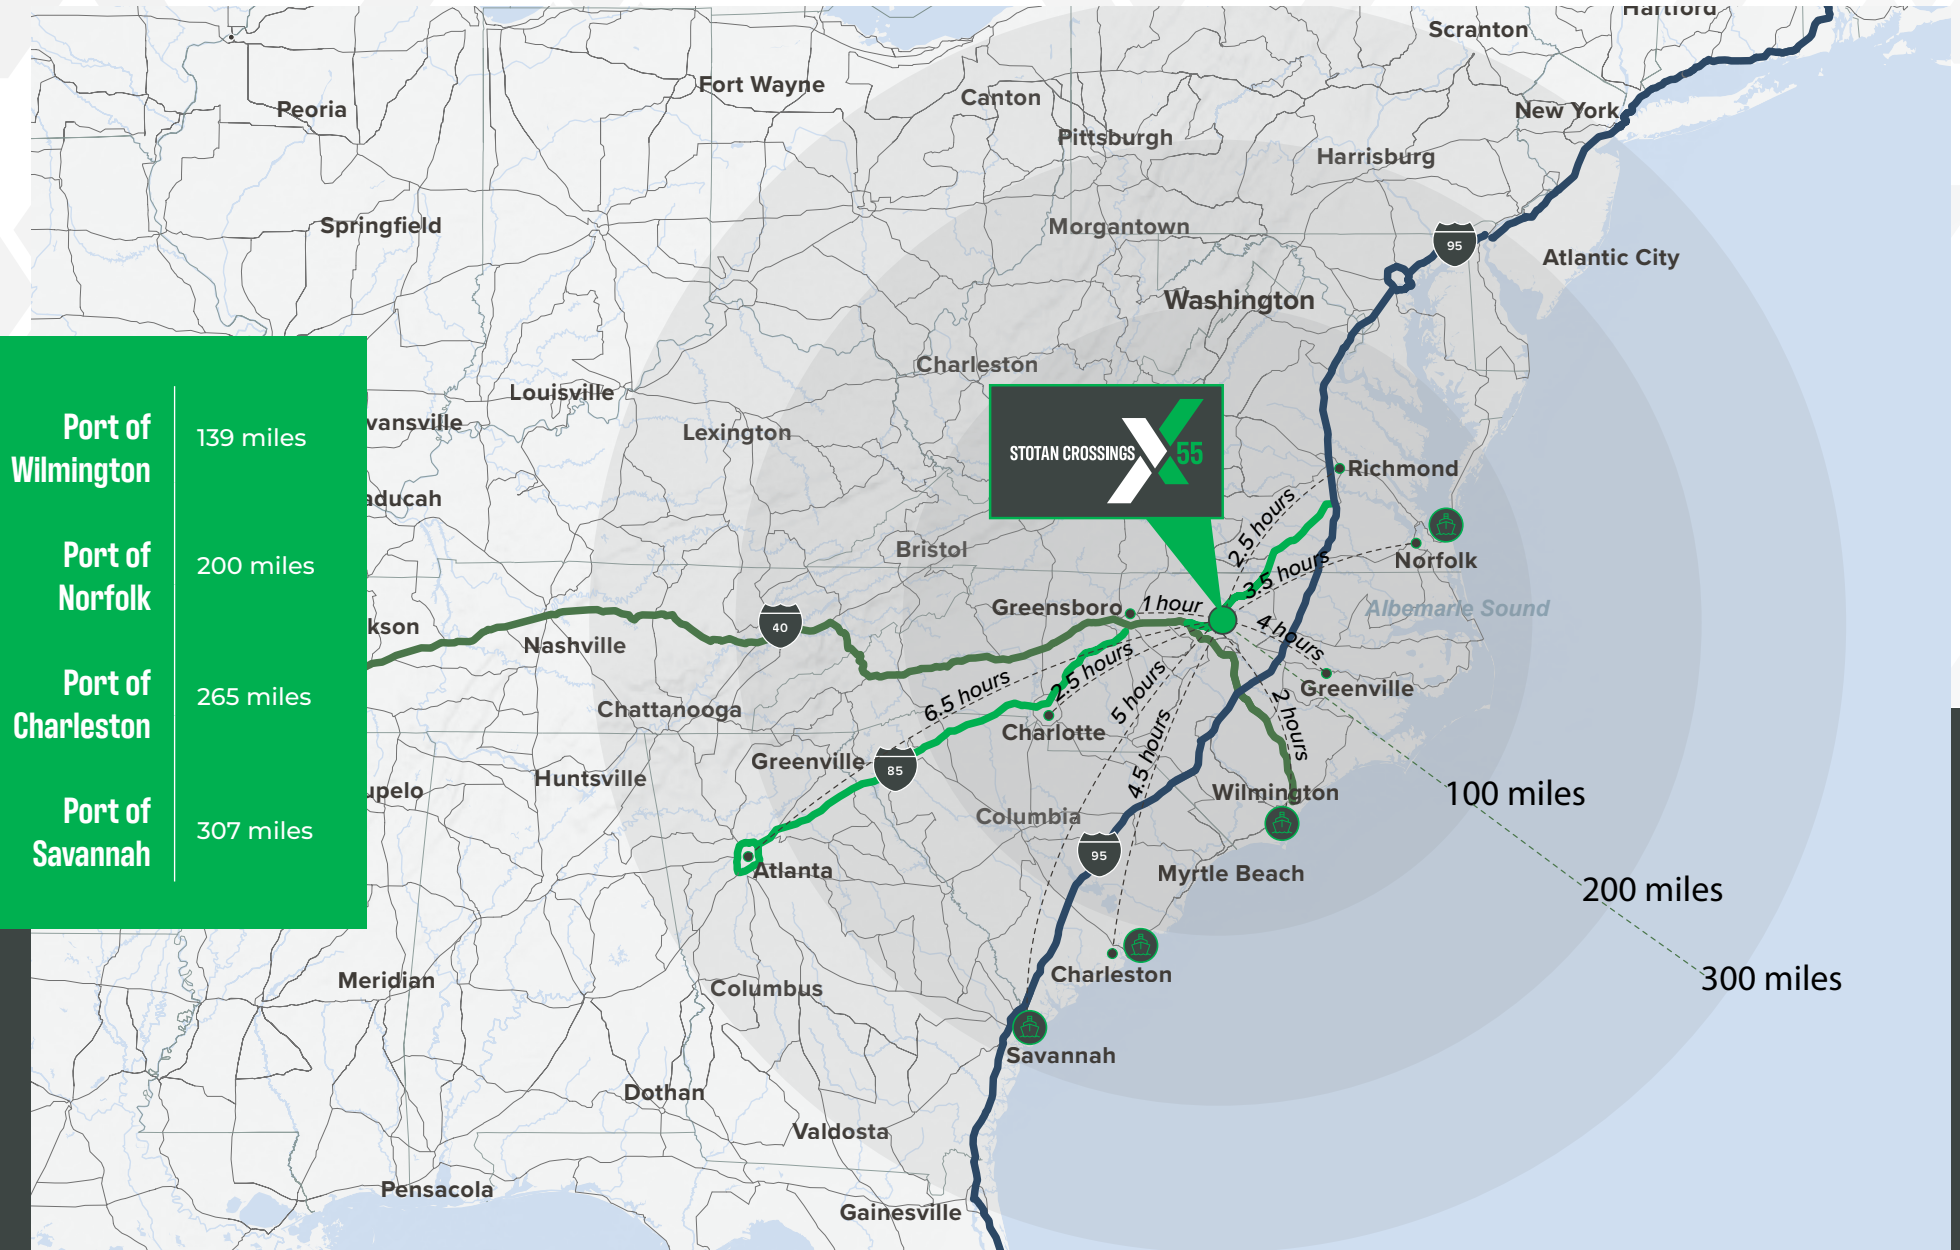 Hartford
Scranton
Fort Wayne
Canton
Peoria
New York
Pittsburgh
Harrisburg
Springfield
Morgantown
95
Atlantic City
Washington
Charleston
Louisville
vansville
Lexington
STOTAN CROSSINGS
55
Richmond
aducah
2.5 hours
Bristol
Norfolk
3.5 hours
Greensboro
1 hour
Albemarle Sound
kson
40
Nashville
4 hours
6.5 hours
2.5 hours
5 hours
Greenville
Chattanooga
Charlotte
2 hours
4.5 hours
Greenville
85
Huntsville
upelo
Wilmington
100 miles
Columbia
95
Atlanta
Myrtle Beach
200 miles
Charleston
300 miles
Meridian
Columbus
Savannah
Dothan
Valdosta
Pensacola
Gainesville
Port of
Wilmington
139 miles
Port of
Norfolk
200 miles
Port of
Charleston
265 miles
Port of
Savannah
307 miles